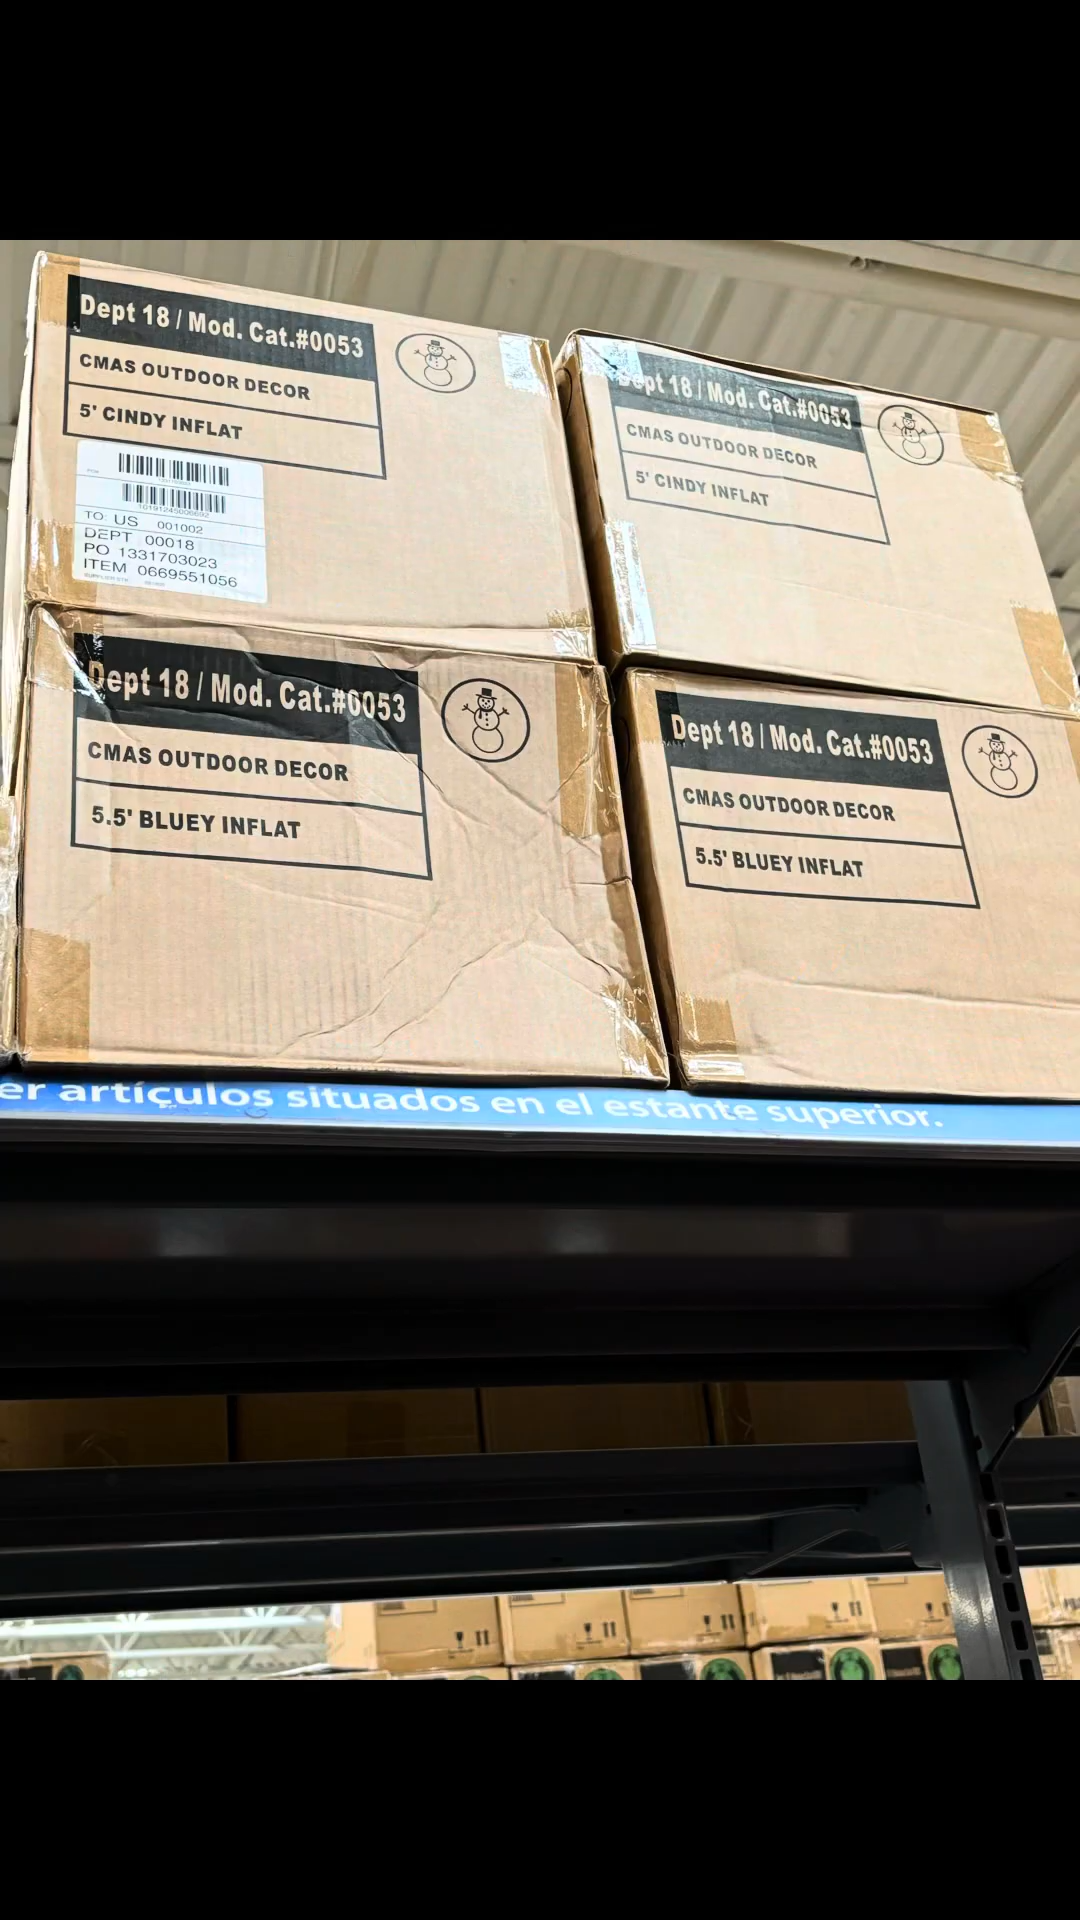 Dept 18 / Mod. Cat.#0053
CMAS OUTDOOR DECOR
5' CINDY INFLAT
TO: US 001002
DEPT 00018
PO 1331703023
ITEM 0669551056
Dept 18 / Mod. Cat.#0053
CMAS OUTDOOR DECOR
5' CINDY INFLAT
Dept 18 / Mod. Cat.#0053
CMAS OUTDOOR DECOR
5.5' BLUEY INFLAT
Dept 18 / Mod. Cat.#0053
CMAS OUTDOOR DECOR
5.5' BLUEY INFLAT
er artículos situados en el estante superior.